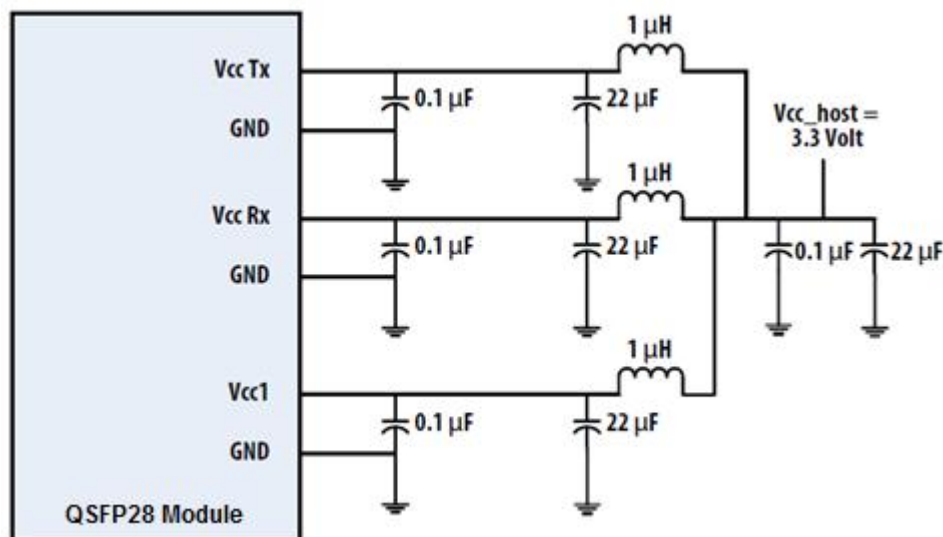 1 μH
Vcc Tx
0.1 μF
22 μF
GND
Vcc_host =
3.3 Volt
1 μH
Vcc Rx
0.1 μF
22 μF
0.1 μF
22 μF
GND
1 μH
Vcc1
0.1 μF
22 μF
GND
QSFP28 Module